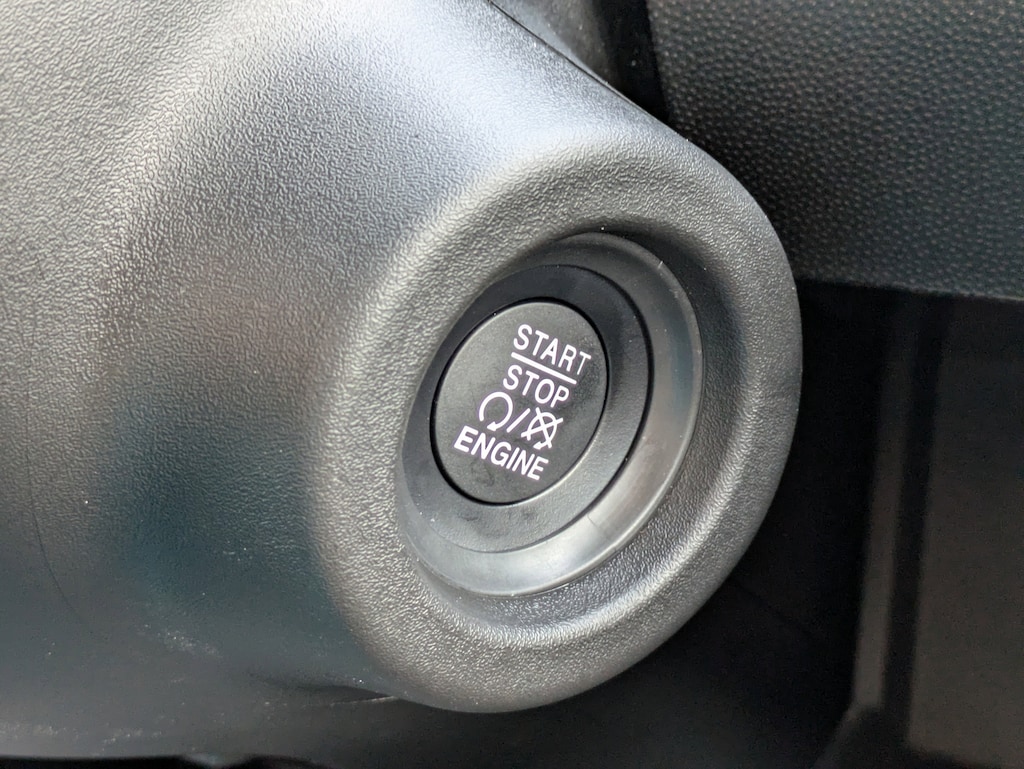 START
STOP
/
ENGINE